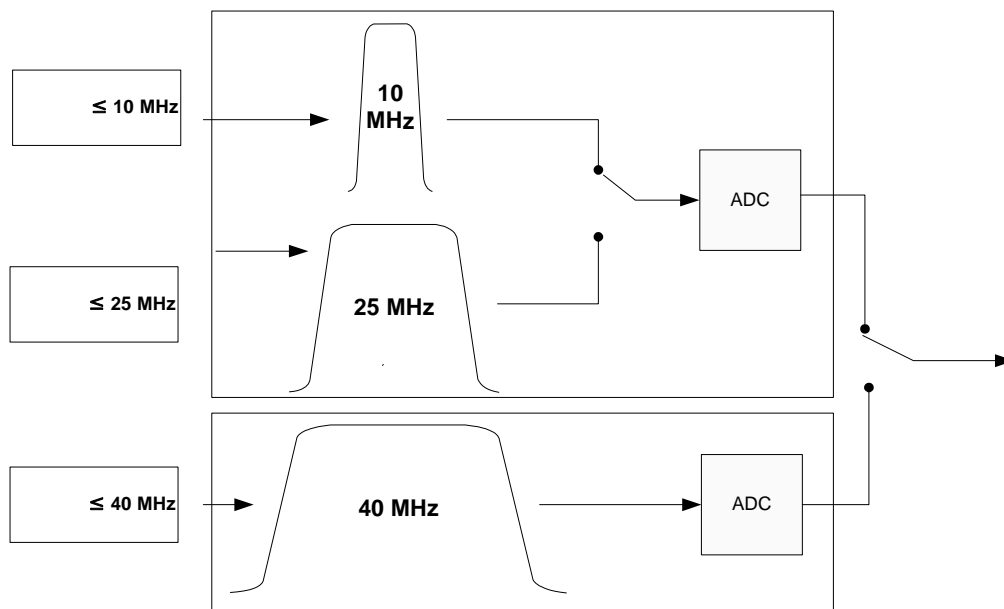 ≤ 10 MHz
10
MHz
ADC
≤ 25 MHz
25 MHz
≤ 40 MHz
40 MHz
ADC